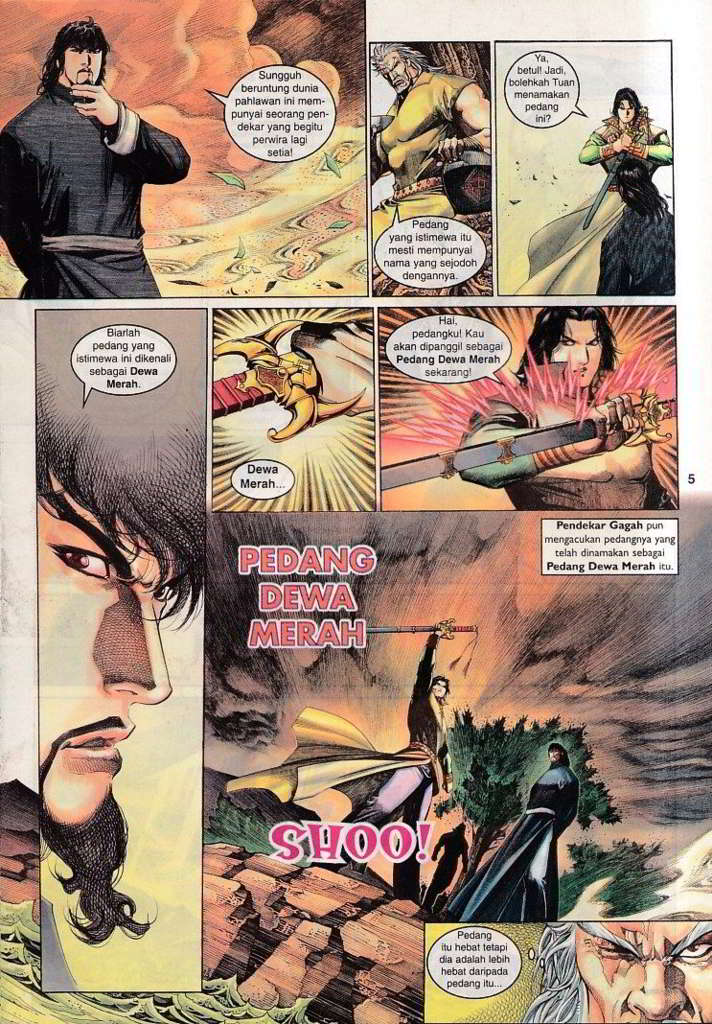 Sungguh
beruntung dunia
pahlawan ini mem-
punyai seorang pen-
dekar yang begitu
perwira lagi
setia!
Pedang
yang istimewa itu
mesti mempunyai
nama yang sejodoh
dengannya.
Ya,
betul! Jadi,
bolehkah Tuan
menamakan
pedang
ini?
Biarlah
pedang yang
istimewa ini dikenali
sebagai Dewa
Merah.
Dewa
Merah...
Hai,
pedangku! Kau
akan dipanggil sebagai
Pedang Dewa Merah
sekarang!
5
Pendekar Gagah pun
mengacukan pedangnya yang
telah dinamakan sebagai
Pedang Dewa Merah itu.
PEDANG
DEWA
MERAH
SHOO!
Pedang
itu hebat tetapi
dia adalah lebih
hebat daripada
pedang itu...